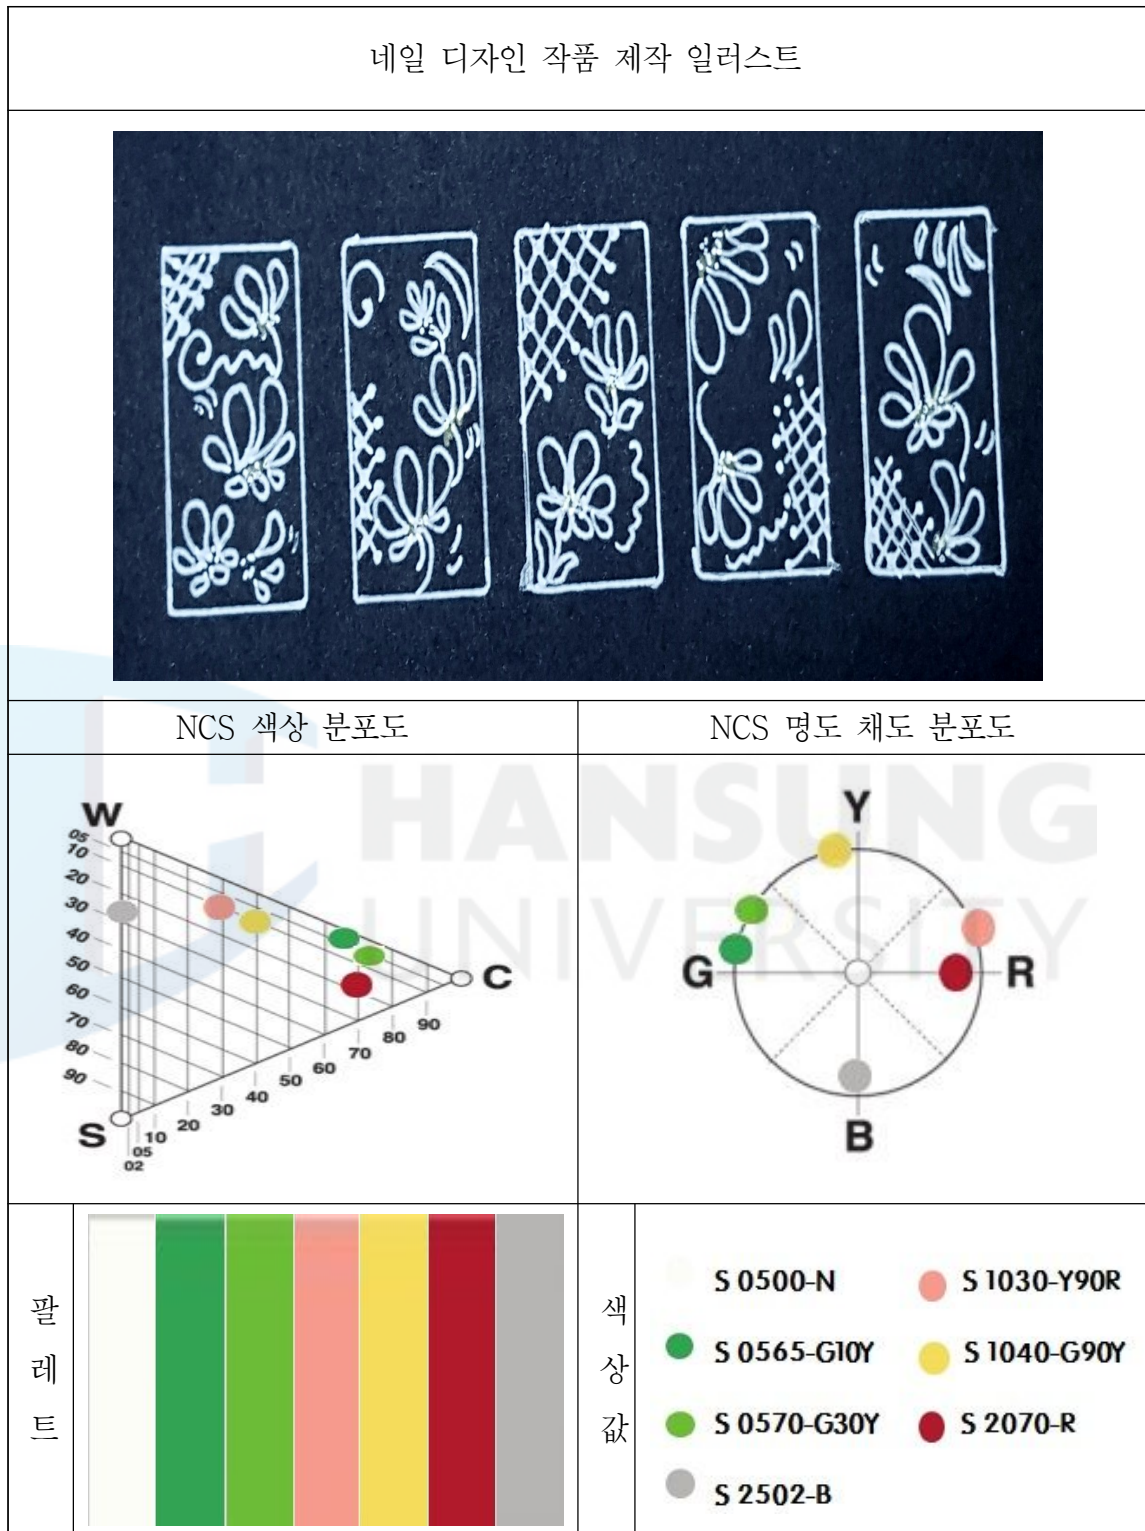 네일 디자인 작품 제작 일러스트
NCS 색상 분포도
NCS 명도 채도 분포도
HANSUNG
UNIVERSITY
W
05
10
20
30
40
50
60
70
80
90
S
C
02
05
10
20
30
40
50
60
70
80
90
Y
G
R
B
팔
레
트
색
상
값
S 0500-N
S 1030-Y90R
S 0565-G10Y
S 1040-G90Y
S 0570-G30Y
S 2070-R
S 2502-B